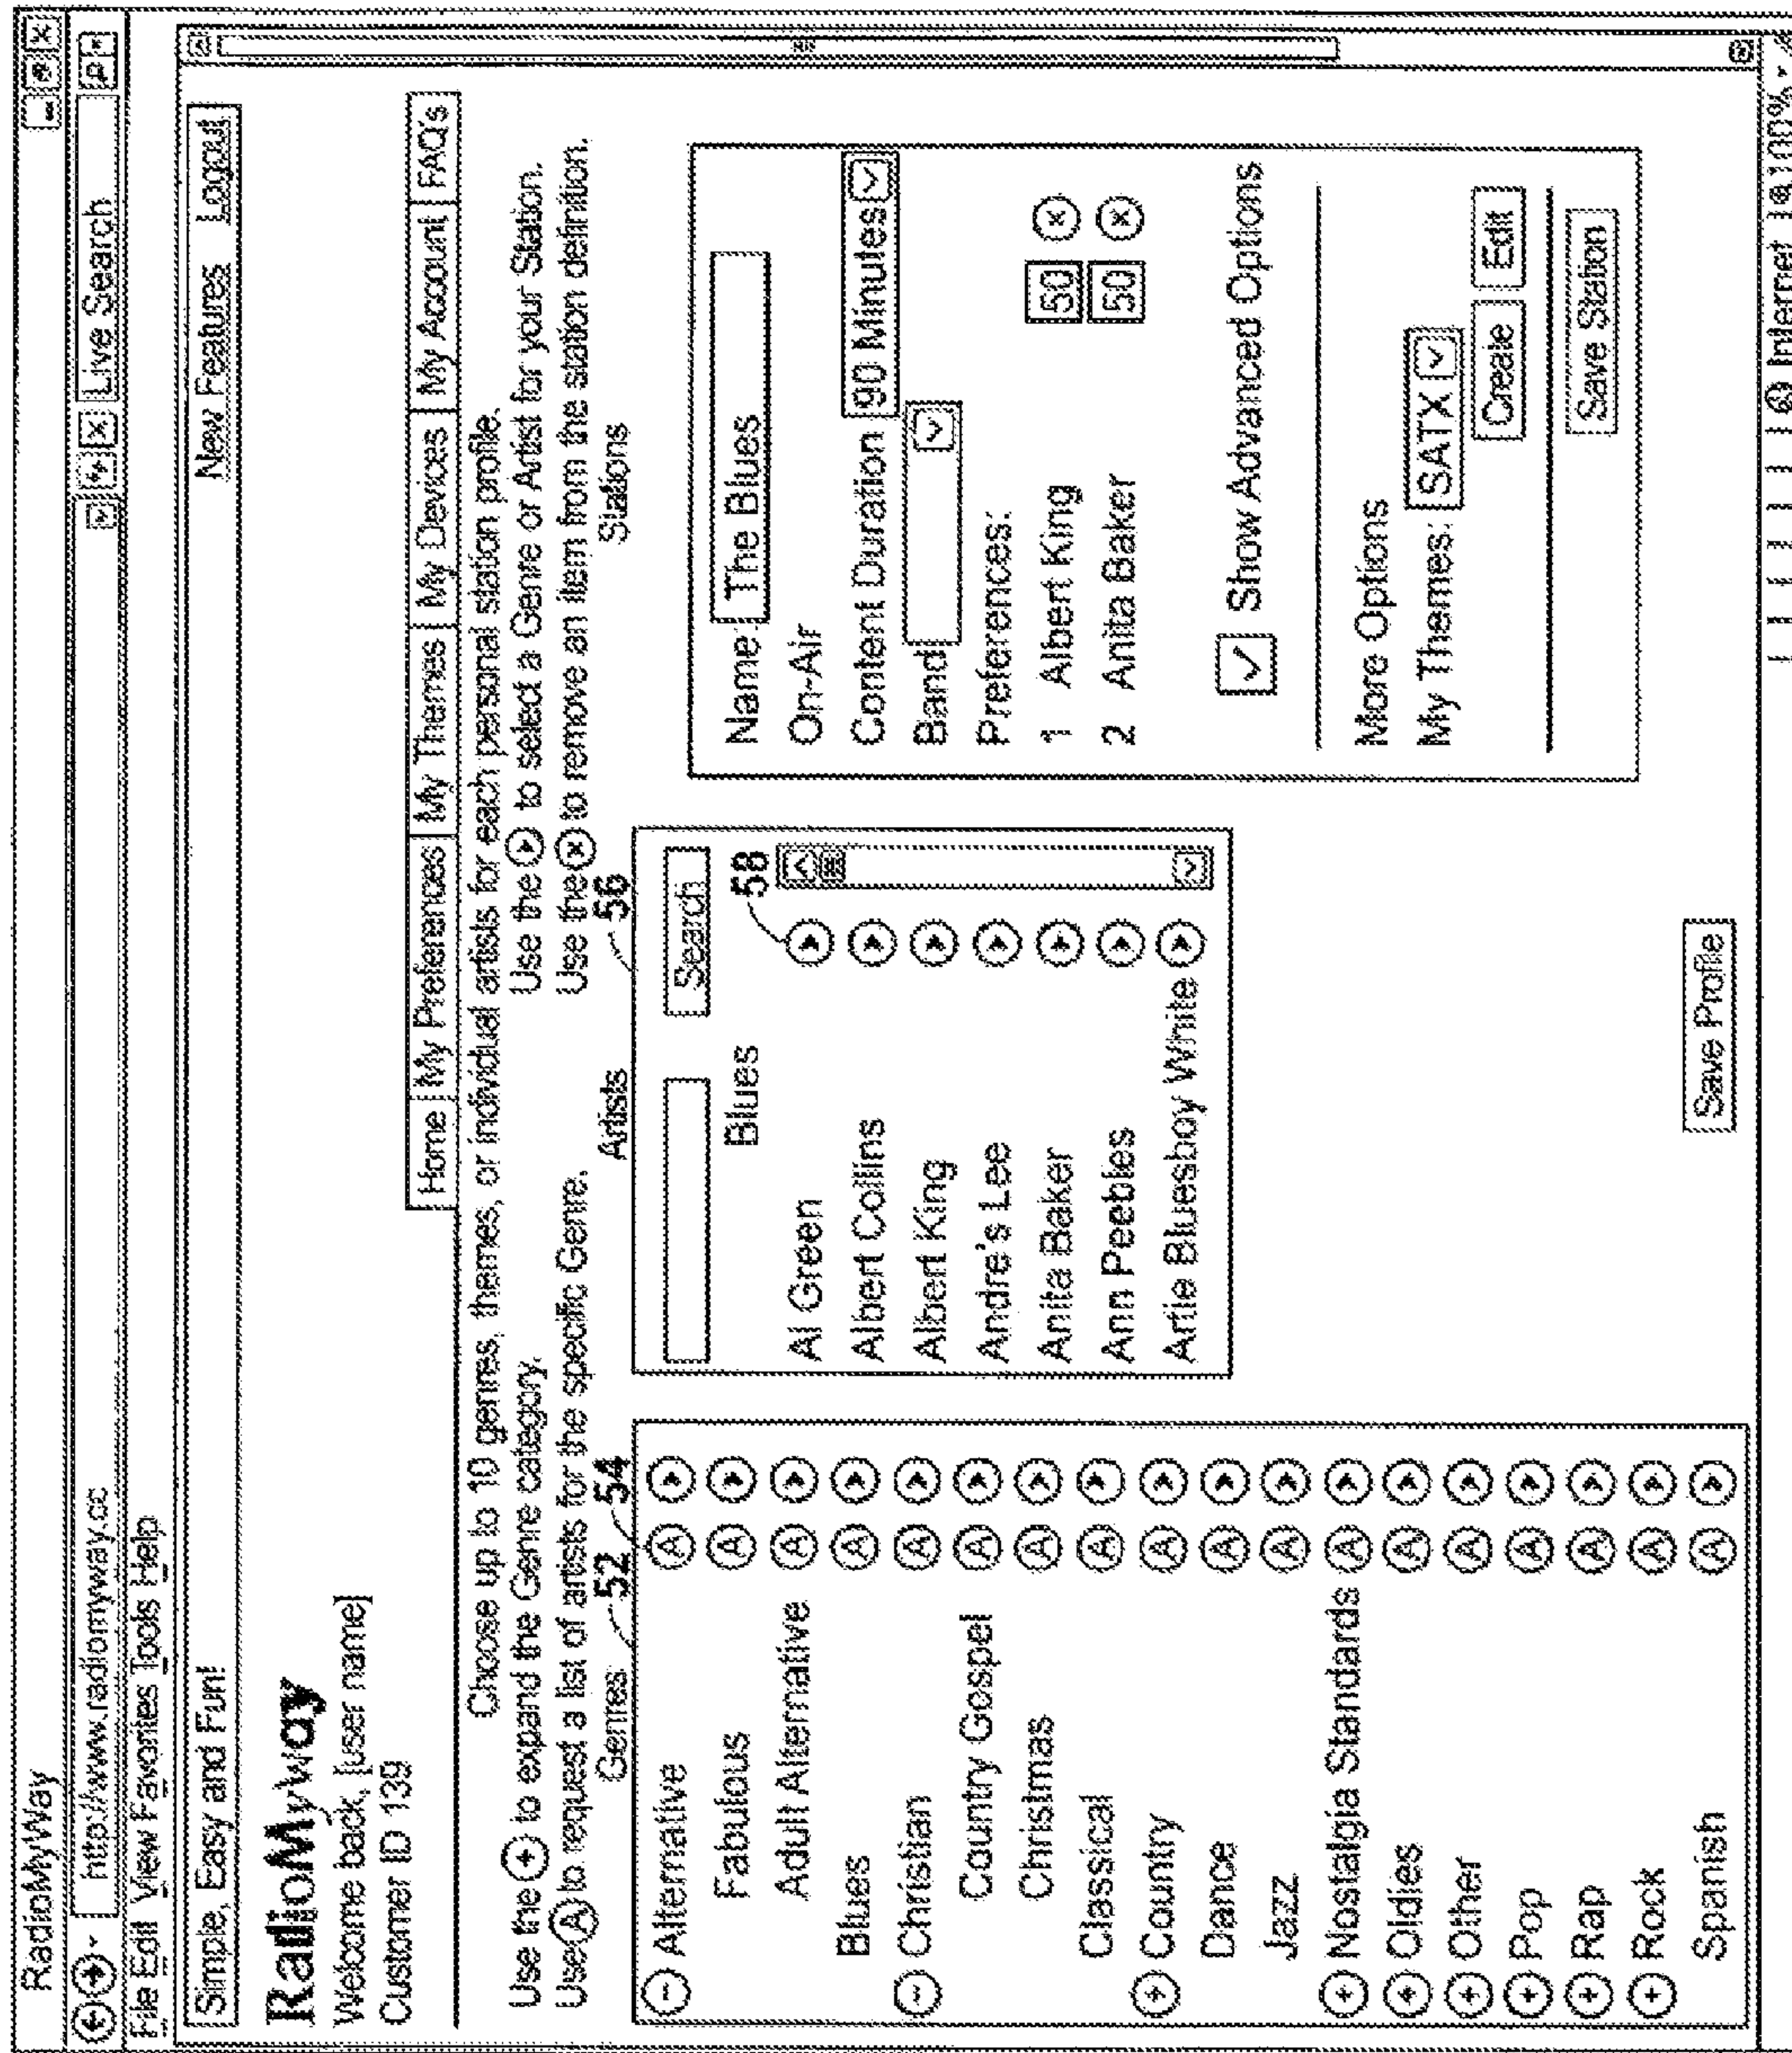 RadioMyWay
http://www.radiomyway.cc
Live Search
File Edit View Favorites Tools Help
Simple, Easy and Fun!
New Features Logout
RadioMyWay
Welcome back, [user name]
Customer ID 139
Home My Preferences My Themes My Devices My Account FAQ's
Choose up to 10 genres, themes, or individual artists for each personal station profile.
Use the + to expand the Genre category.
Use the to select a Genre or Artist for your Station.
Use A to request a list of artists for the specific Genre.
Use the x to remove an item from the station definition.
Genres 52 54
Artists 56
Stations
Alternative A
Fabulous A
Adult Alternative A
Blues A
Christian A
Country Gospel A
Christmas A
Classical A
Country A
Dance A
Jazz A
Nostalgia Standards A
Oldies A
Other A
Pop A
Rap A
Rock A
Spanish A
Search
Blues 58
Al Green
Albert Collins
Albert King
Andre's Lee
Anita Baker
Ann Peebles
Artie Bluesboy White
Name: The Blues
On-Air
Content Duration 90 Minutes
Band
Preferences:
1 Albert King 50 x
2 Anita Baker 50 x
Show Advanced Options
More Options
My Themes: SATX
Create Edit
Save Station
Save Profile
Internet 100%